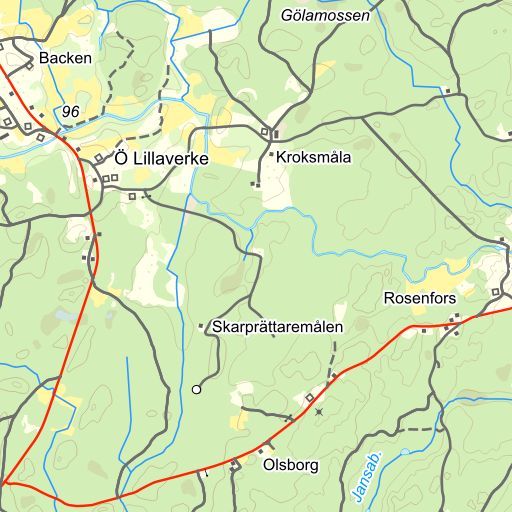 Gölamossen
Backen
96
Ö Lillaverke
Kroksmåla
Rosenfors
Skarprättaremålen
Olsborg
Jansab.